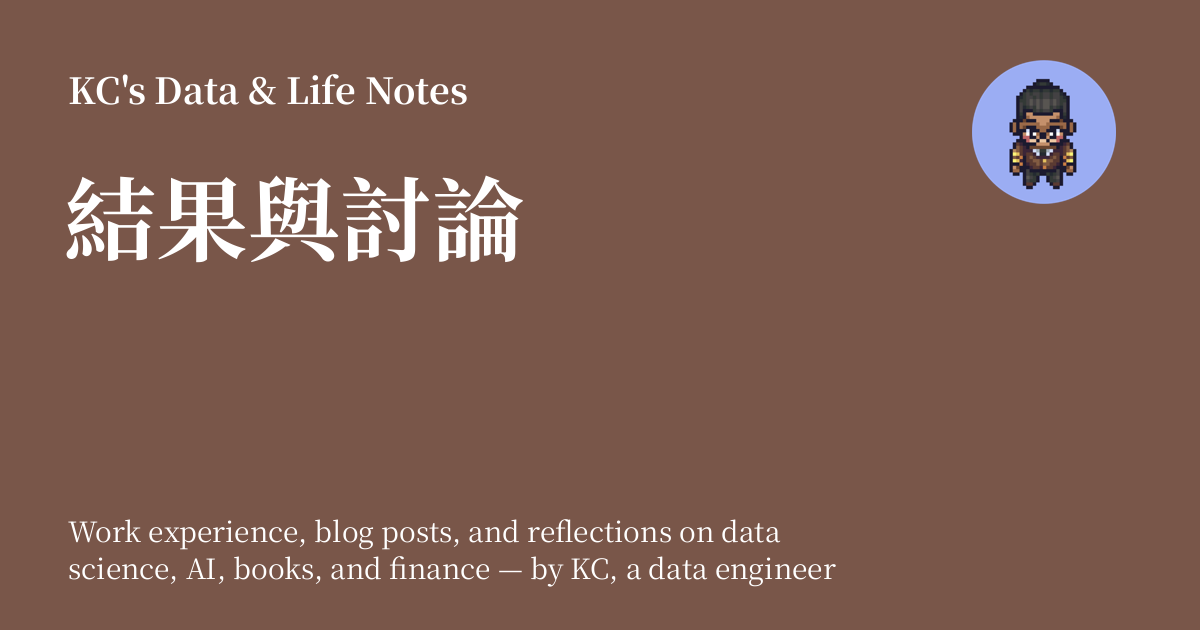 KC's Data & Life Notes
結果與討論
Work experience, blog posts, and reflections on data
science, AI, books, and finance — by KC, a data engineer